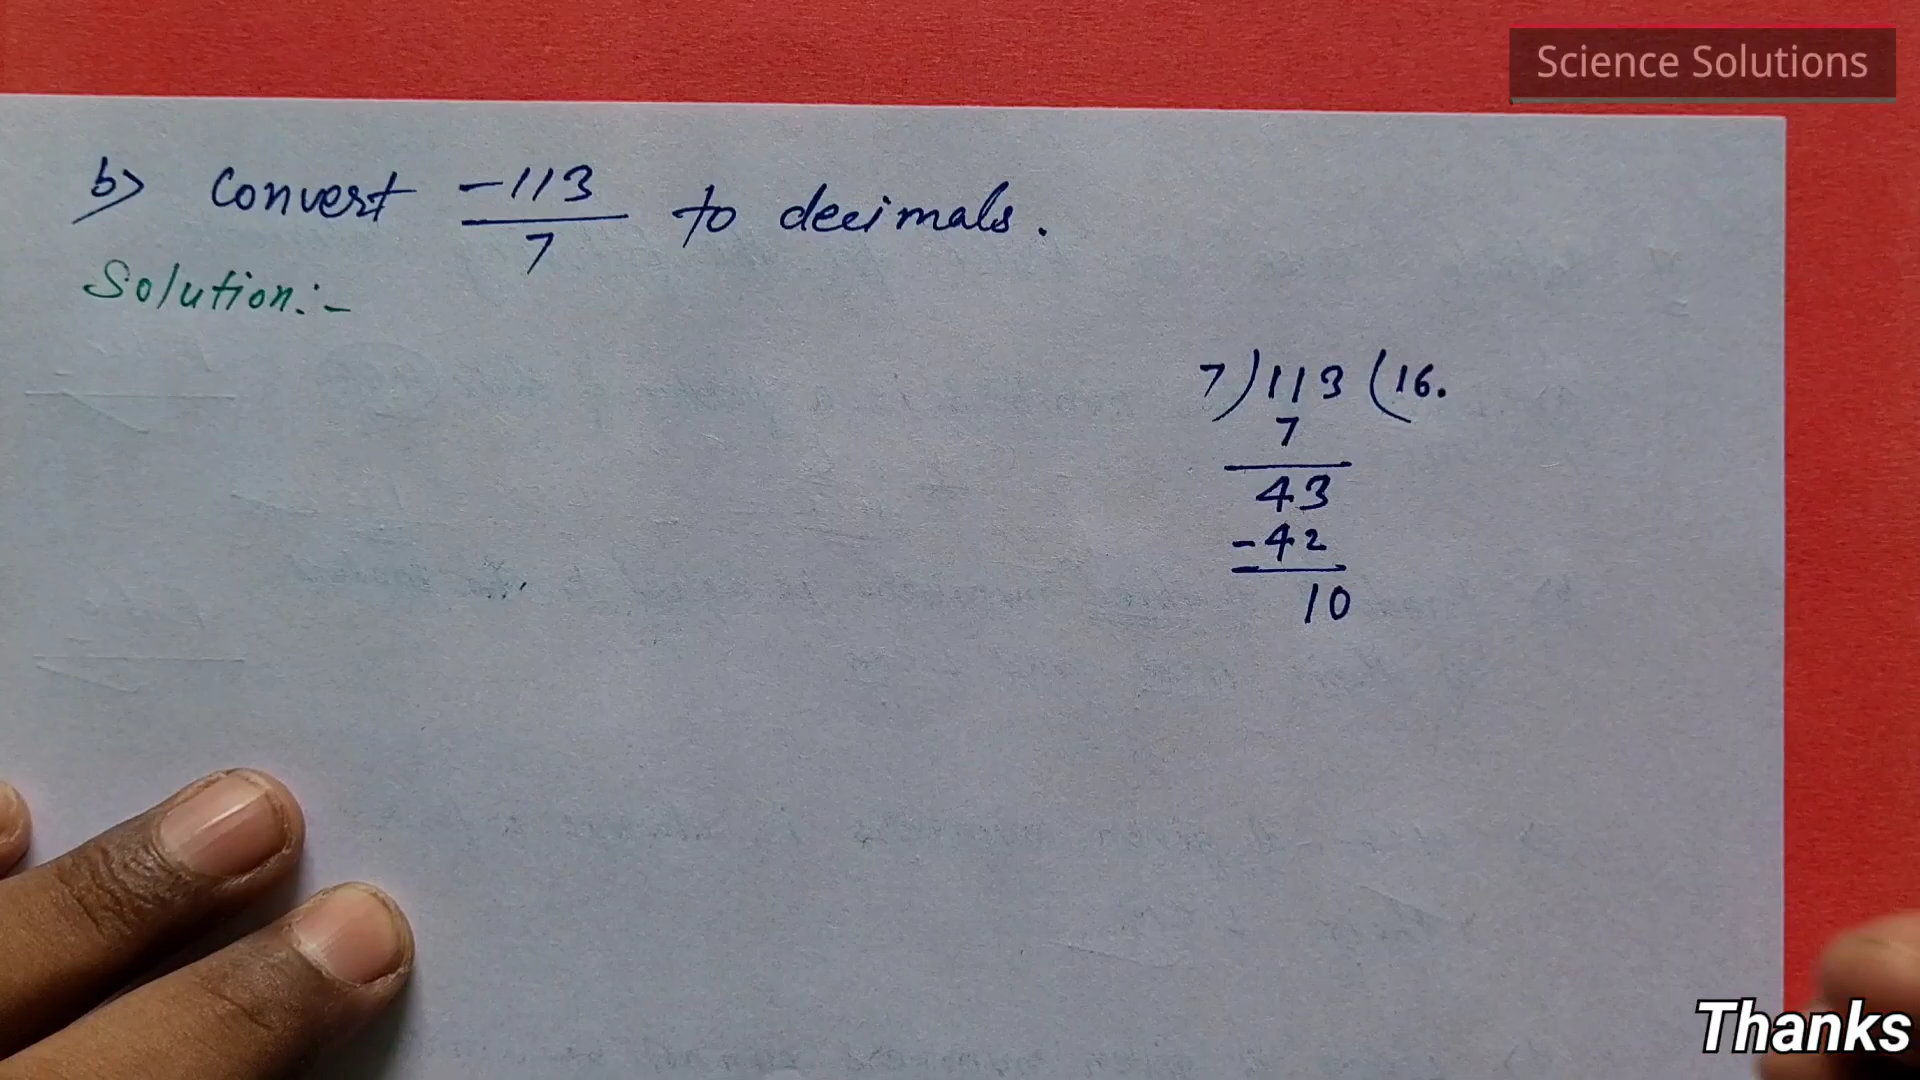 Science Solutions
b> Convert -113/7 to decimals.
Solution:-
7)113(16.
7
43
-42
10
Thanks